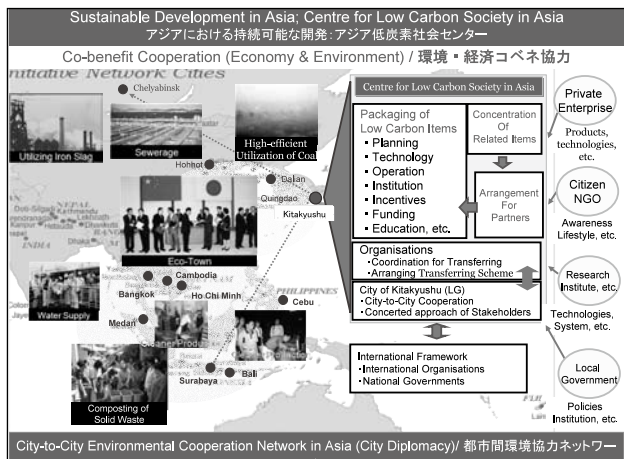 Sustainable Development in Asia; Centre for Low Carbon Society in Asia
アジアにおける持続可能な開発：アジア低炭素社会センター
Co-benefit Cooperation (Economy & Environment) / 環境・経済コベネ協力
Initiative Network Cities
Chelyabinsk
Utilizing Iron Slag
Sewerage
High-efficient
Utilization of Coal
Hohhot
Dalian
Quingdao
Kitakyushu
Eco-Town
NEPAL
INDIA
Water Supply
Cambodia
Bangkok
Ho Chi Minh
PHILIPPINES
Cebu
Medan
Cleaner Produ
Surabaya
Bali
Composting of
Solid Waste
FIJI
Centre for Low Carbon Society in Asia
Packaging of
Low Carbon Items
• Planning
• Technology
• Operation
• Institution
• Incentives
• Funding
• Education, etc.
Concentration
Of
Related Items
Arrangement
For
Partners
Organisations
•Coordination for Transferring
•Arranging Transferring Scheme
City of Kitakyushu (LG)
•City-to-City Cooperation
•Concerted approach of Stakeholders
International Framework
•International Organisations
•National Governments
Private
Enterprise
Products,
technologies,
etc.
Citizen
NGO
Awareness
Lifestyle, etc.
Research
Institute, etc.
Technologies,
System, etc.
Local
Government
Policies
Institution, etc.
City-to-City Environmental Cooperation Network in Asia (City Diplomacy)/ 都市間環境協力ネットワー